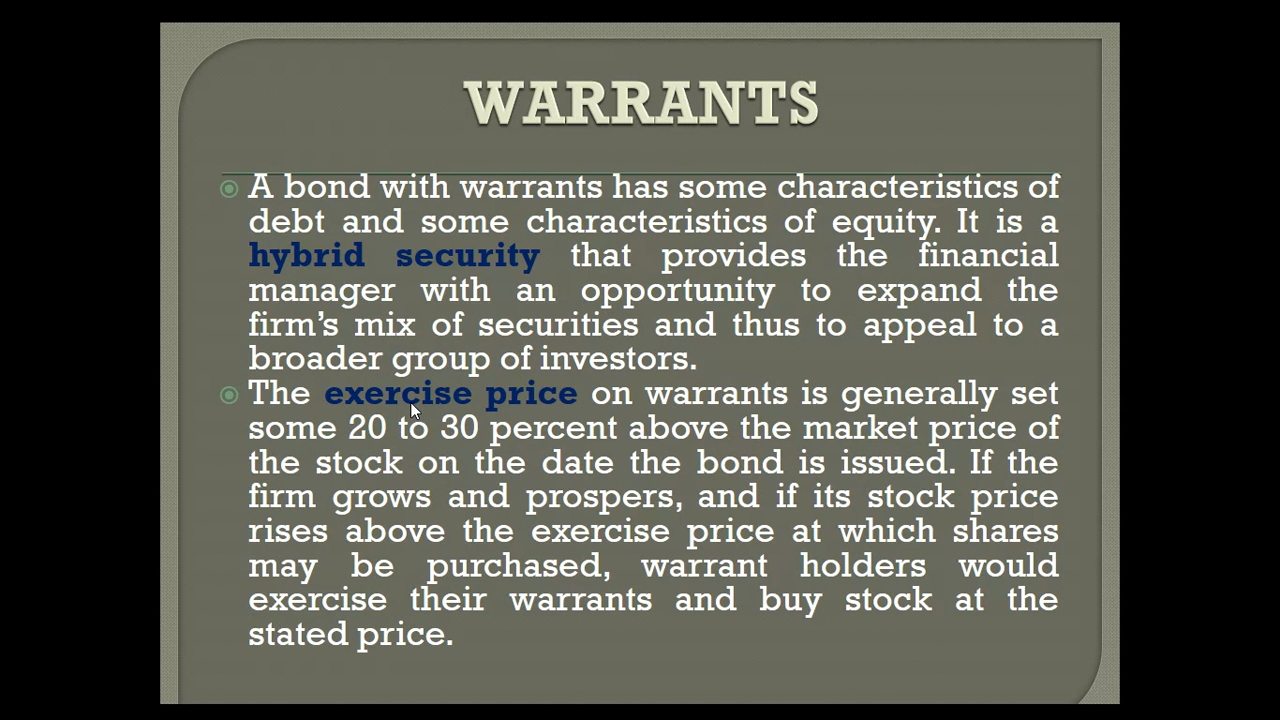 WARRANTS
A bond with warrants has some characteristics of
debt and some characteristics of equity. It is a
hybrid security that provides the financial
manager with an opportunity to expand the
firm’s mix of securities and thus to appeal to a
broader group of investors.
The exercise price on warrants is generally set
some 20 to 30 percent above the market price of
the stock on the date the bond is issued. If the
firm grows and prospers, and if its stock price
rises above the exercise price at which shares
may be purchased, warrant holders would
exercise their warrants and buy stock at the
stated price.